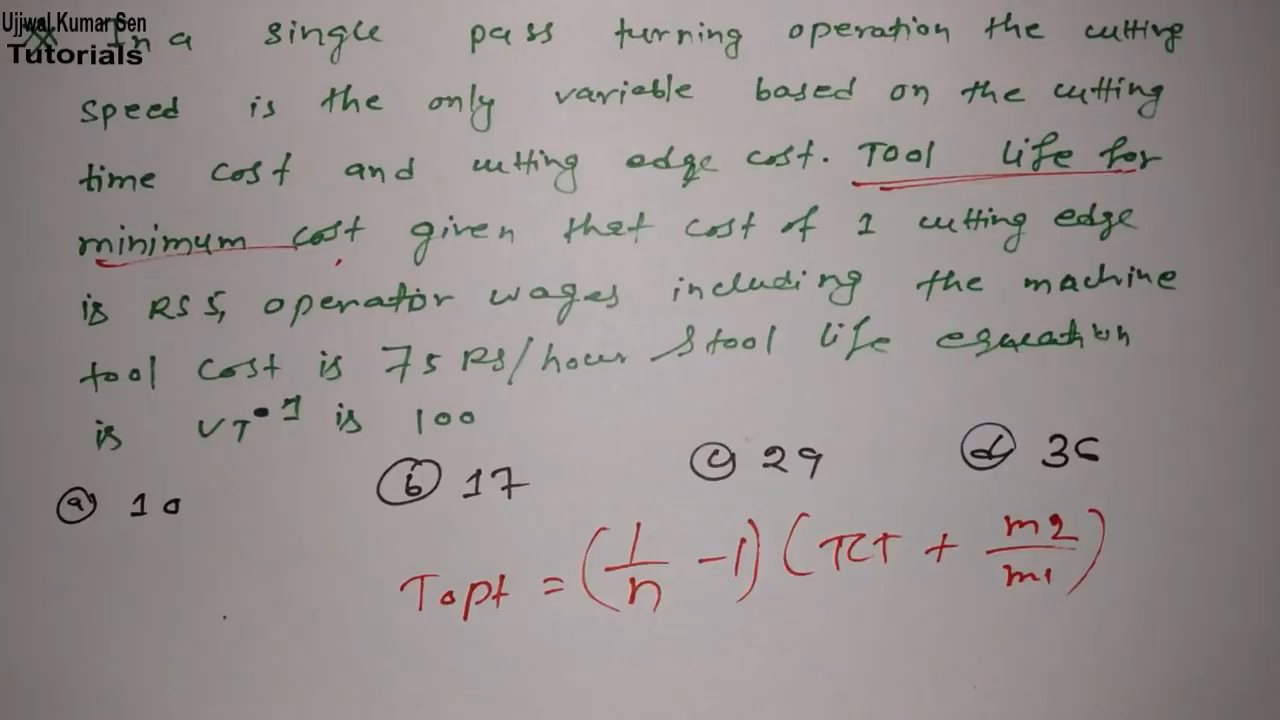 Ujjwal Kumar Sen
Tutorials
In a single pass turning operation the cutting
speed is the only variable based on the cutting
time cost and cutting edge cost. Tool life for
minimum cost given that cost of 1 cutting edge
is RS 5, operator wages including the machine
tool cost is 75 RS/hour & tool life equation
is VT^.1 is 100
(a) 10 (b) 17 (c) 29 (d) 36
Topt = (1/n - 1) (TCT + m2/m1)